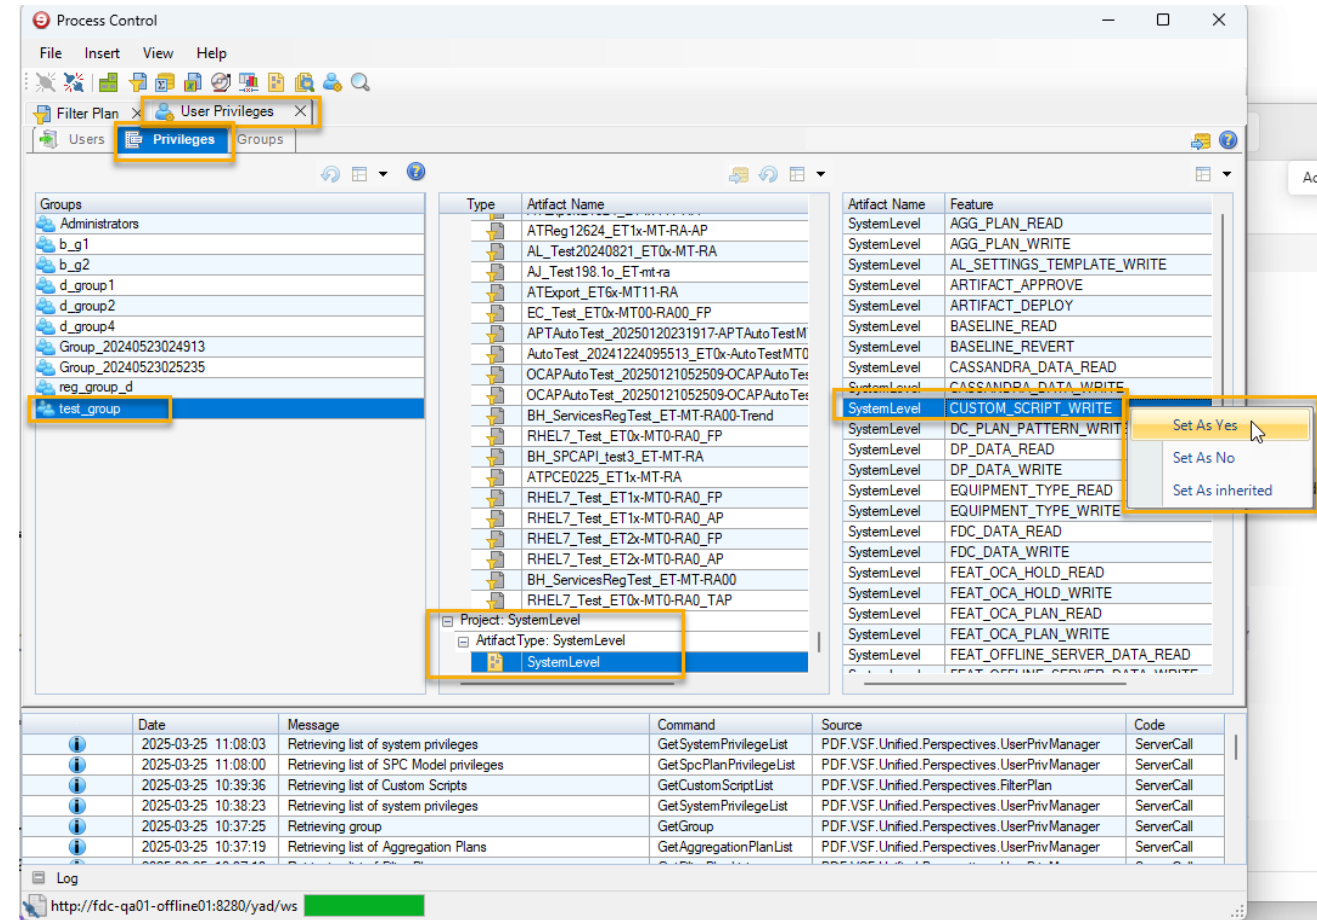 Process Control
File Insert View Help
Filter Plan
User Privileges
Users Privileges Groups
Groups
Administrators
b_g1
b_g2
d_group1
d_group2
d_group4
Group_20240523024913
Group_20240523025235
reg_group_d
test_group
Type Artifact Name
ATReg12624_ET1x-MT-RA-AP
AL_Test20240821_ET0x-MT-RA
AJ_Test198.1o_ET-mt-ra
ATExport_ET6x-MT11-RA
EC_Test_ET0x-MT00-RA00_FP
APTAutoTest_20250120231917-APTAutoTestM
AutoTest_20241224095513_ET0x-AutoTestMT0
OCAPAutoTest_20250121052509-OCAPAutoTes
OCAPAutoTest_20250121052509-OCAPAutoTes
BH_ServicesRegTest_ET-MT-RA00-Trend
RHEL7_Test_ET0x-MT0-RA0_FP
BH_SPCAPI_test3_ET-MT-RA
ATPCE0225_ET1x-MT-RA
RHEL7_Test_ET1x-MT0-RA0_FP
RHEL7_Test_ET1x-MT0-RA0_AP
RHEL7_Test_ET2x-MT0-RA0_FP
RHEL7_Test_ET2x-MT0-RA0_AP
BH_ServicesRegTest_ET-MT-RA00
RHEL7_Test_ET0x-MT0-RA0_TAP
Project: SystemLevel
ArtifactType: SystemLevel
SystemLevel
Artifact Name Feature
SystemLevel AGG_PLAN_READ
SystemLevel AGG_PLAN_WRITE
SystemLevel AL_SETTINGS_TEMPLATE_WRITE
SystemLevel ARTIFACT_APPROVE
SystemLevel ARTIFACT_DEPLOY
SystemLevel BASELINE_READ
SystemLevel BASELINE_REVERT
SystemLevel CASSANDRA_DATA_READ
SystemLevel CASSANDRA_DATA_WRITE
SystemLevel CUSTOM_SCRIPT_WRITE
SystemLevel DC_PLAN_PATTERN_WRIT
SystemLevel DP_DATA_READ
SystemLevel DP_DATA_WRITE
SystemLevel EQUIPMENT_TYPE_READ
SystemLevel EQUIPMENT_TYPE_WRITE
SystemLevel FDC_DATA_READ
SystemLevel FDC_DATA_WRITE
SystemLevel FEAT_OCA_HOLD_READ
SystemLevel FEAT_OCA_HOLD_WRITE
SystemLevel FEAT_OCA_PLAN_READ
SystemLevel FEAT_OCA_PLAN_WRITE
SystemLevel FEAT_OFFLINE_SERVER_DATA_READ
Set As Yes
Set As No
Set As inherited
Ac
Date Message Command Source Code
2025-03-25 11:08:03 Retrieving list of system privileges GetSystemPrivilegeList PDF.VSF.Unified.Perspectives.UserPrivManager ServerCall
2025-03-25 11:08:00 Retrieving list of SPC Model privileges GetSpcPlanPrivilegeList PDF.VSF.Unified.Perspectives.UserPrivManager ServerCall
2025-03-25 10:39:36 Retrieving list of Custom Scripts GetCustomScriptList PDF.VSF.Unified.Perspectives.FilterPlan ServerCall
2025-03-25 10:38:23 Retrieving list of system privileges GetSystemPrivilegeList PDF.VSF.Unified.Perspectives.UserPrivManager ServerCall
2025-03-25 10:37:25 Retrieving group GetGroup PDF.VSF.Unified.Perspectives.UserPrivManager ServerCall
2025-03-25 10:37:19 Retrieving list of Aggregation Plans GetAggregationPlanList PDF.VSF.Unified.Perspectives.UserPrivManager ServerCall
Log
http://fdc-qa01-offline01:8280/yad/ws